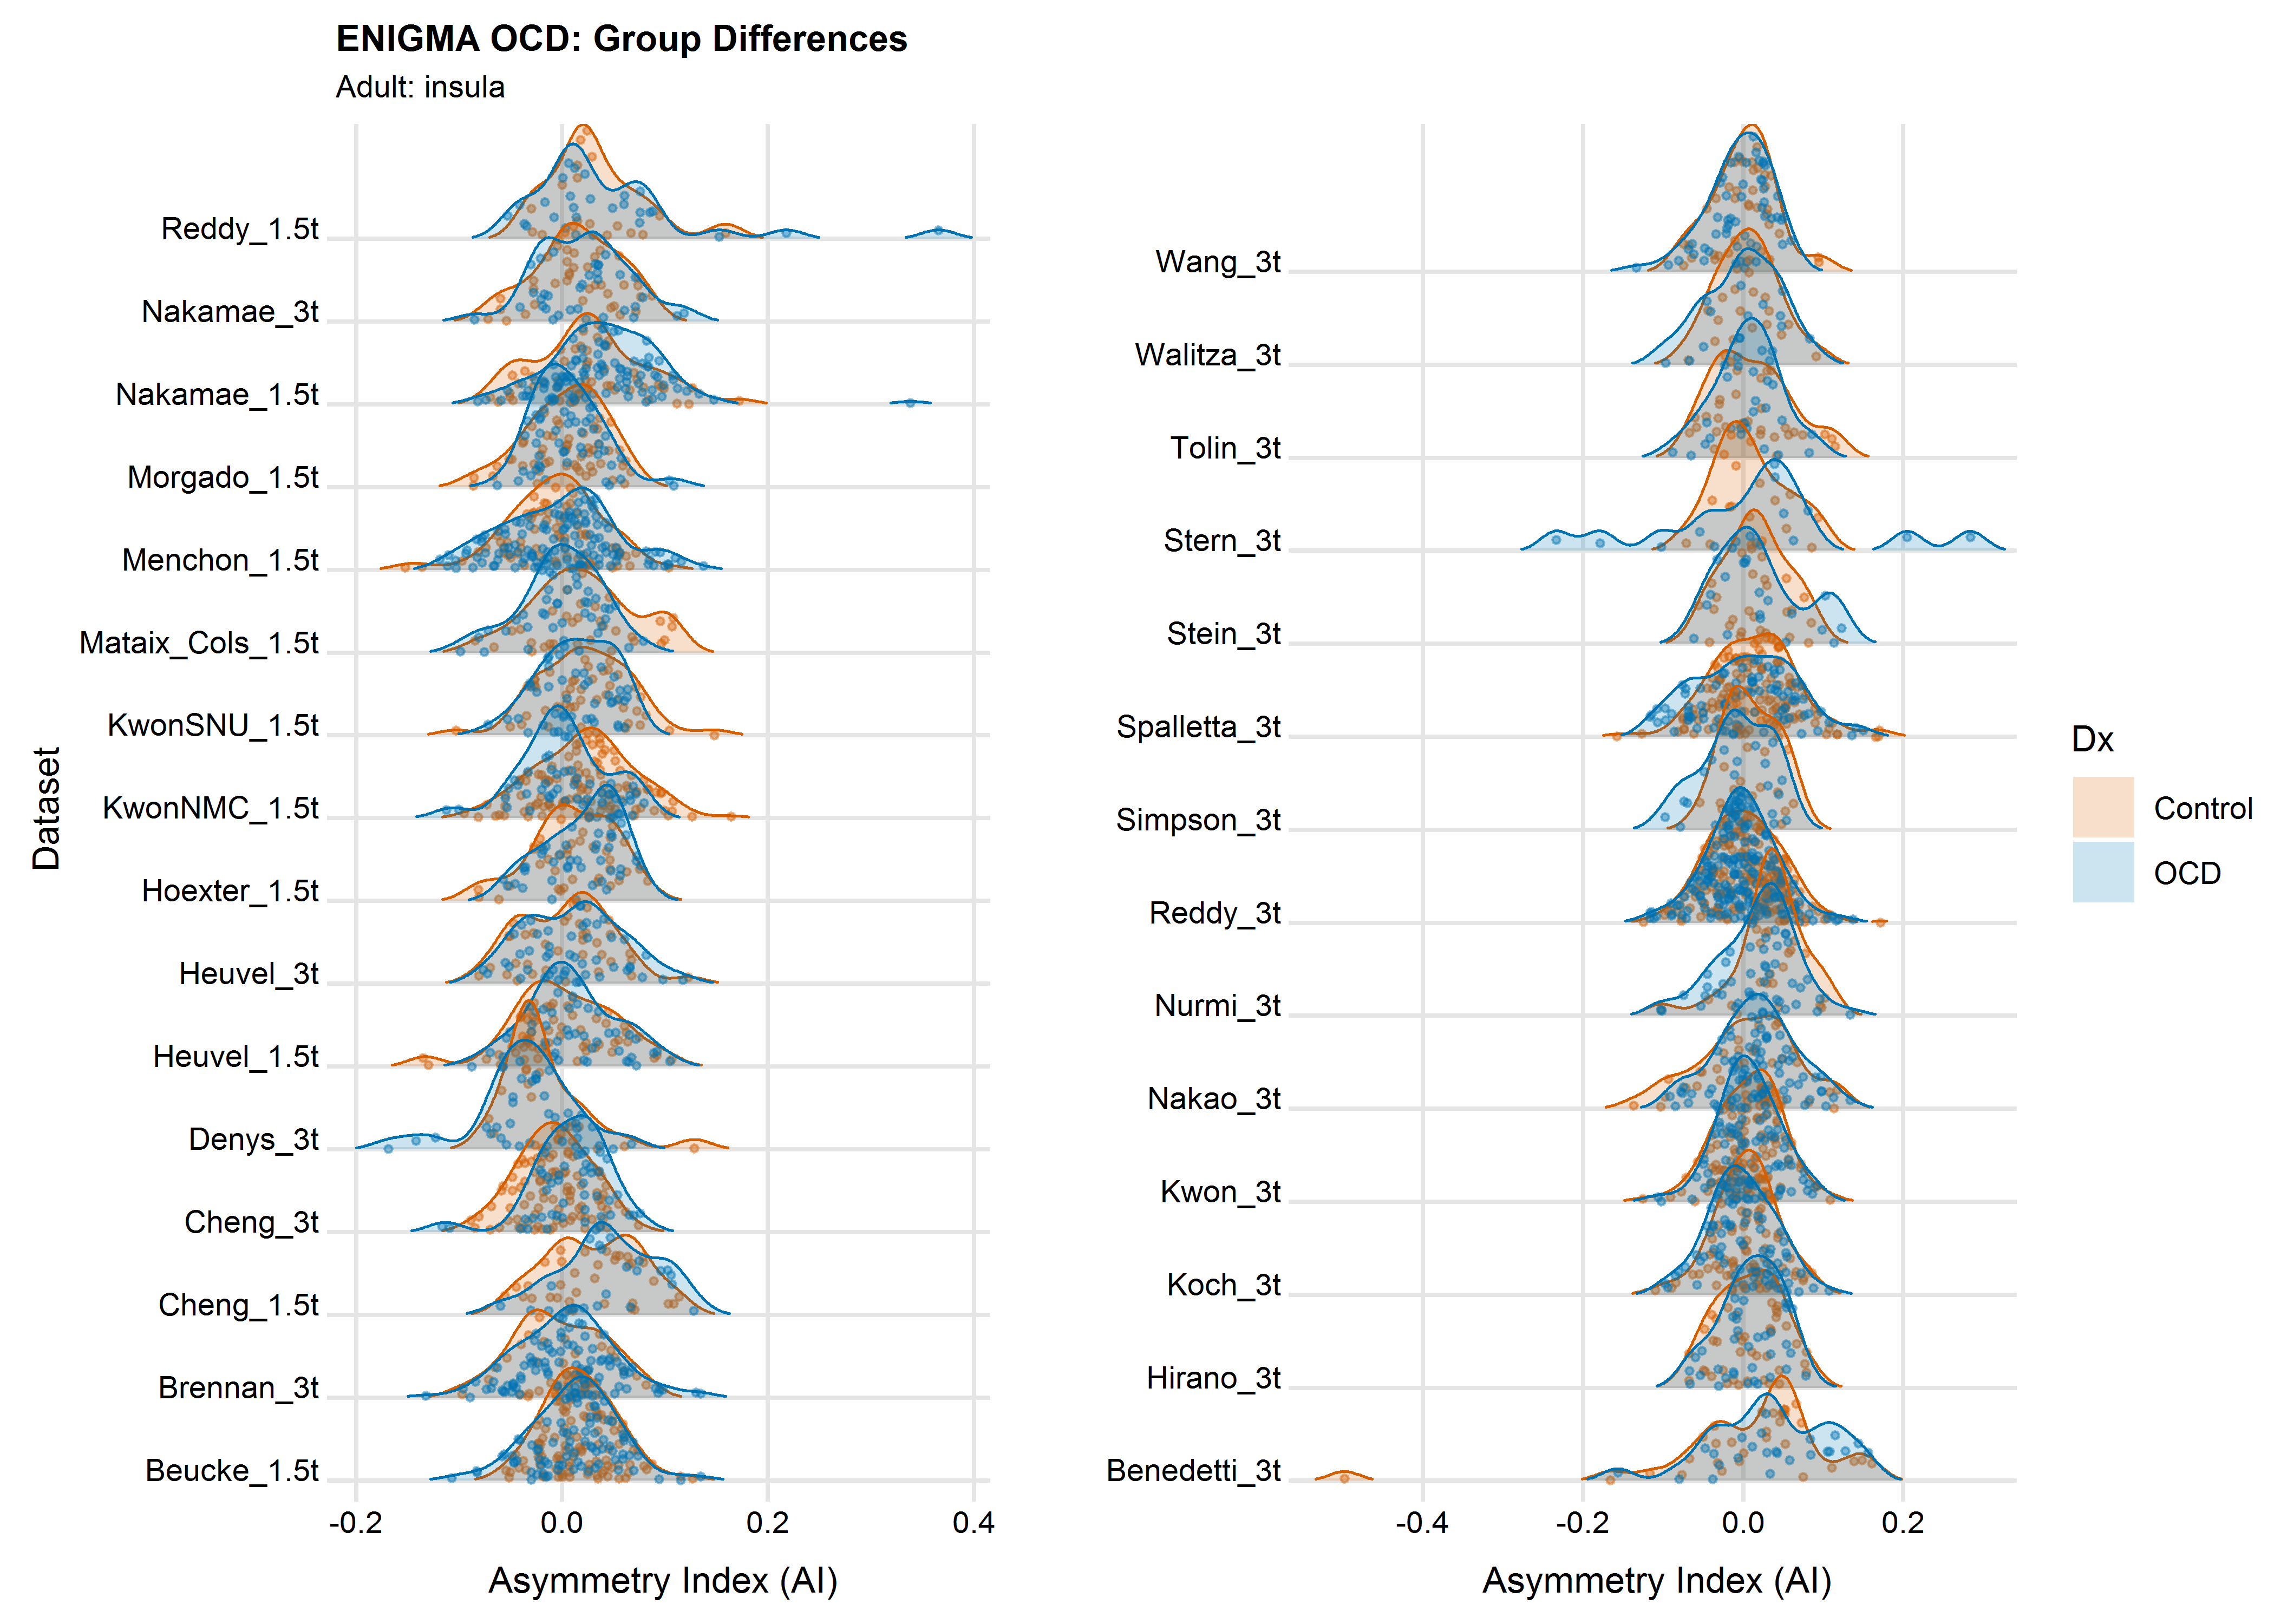 ENIGMA OCD: Group Differences
Adult: insula
Dataset
Reddy_1.5t
Nakamae_3t
Nakamae_1.5t
Morgado_1.5t
Menchon_1.5t
Mataix_Cols_1.5t
KwonSNU_1.5t
KwonNMC_1.5t
Hoexter_1.5t
Heuvel_3t
Heuvel_1.5t
Denys_3t
Cheng_3t
Cheng_1.5t
Brennan_3t
Beucke_1.5t
-0.2 0.0 0.2 0.4
Asymmetry Index (AI)
Wang_3t
Walitza_3t
Tolin_3t
Stern_3t
Stein_3t
Spalletta_3t
Simpson_3t
Reddy_3t
Nurmi_3t
Nakao_3t
Kwon_3t
Koch_3t
Hirano_3t
Benedetti_3t
-0.4 -0.2 0.0 0.2
Asymmetry Index (AI)
Dx
Control
OCD